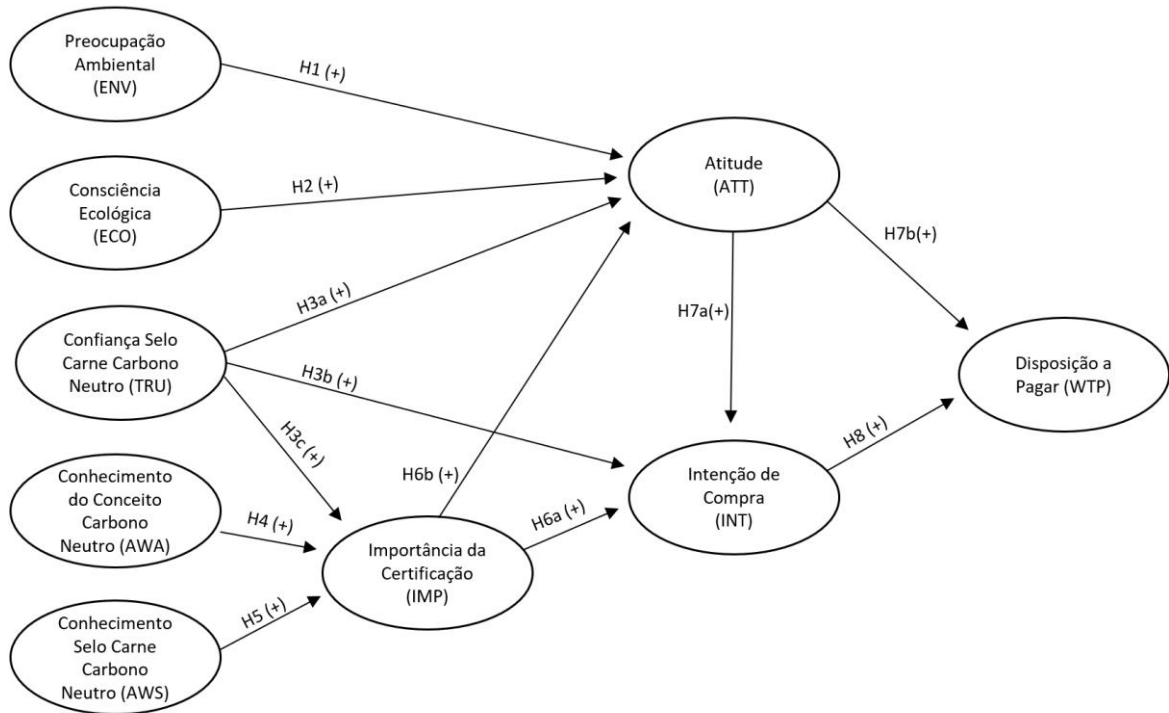 Preocupação
Ambiental
(ENV)
H1 (+)
Atitude
(ATT)
Consciência
Ecológica
(ECO)
H2 (+)
H7b(+)
H3a (+)
H7a(+)
Confiança Selo
Carne Carbono
Neutro (TRU)
H3b (+)
Disposição a
Pagar (WTP)
H3c (+)
H6b (+)
H8 (+)
Conhecimento
do Conceito
Carbono
Neutro (AWA)
H4 (+)
Intenção de
Compra
(INT)
H6a (+)
Importância da
Certificação
(IMP)
H5 (+)
Conhecimento
Selo Carne
Carbono
Neutro (AWS)